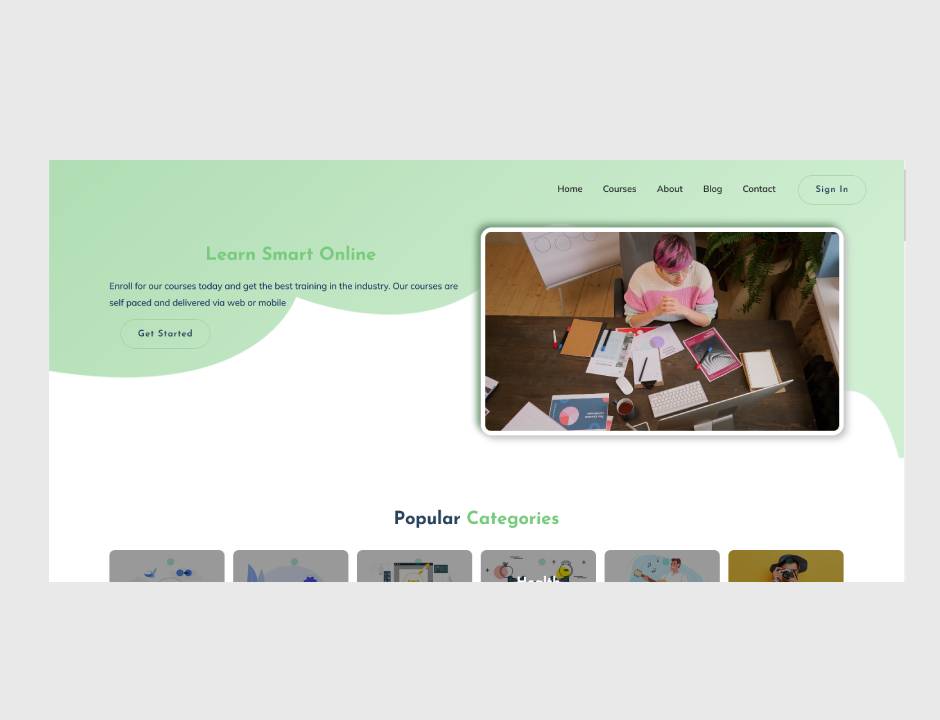 Home Courses About Blog Contact Sign In
Learn Smart Online
Enroll for our courses today and get the best training in the industry. Our courses are
self paced and delivered via web or mobile
Get Started
Popular Categories
Health